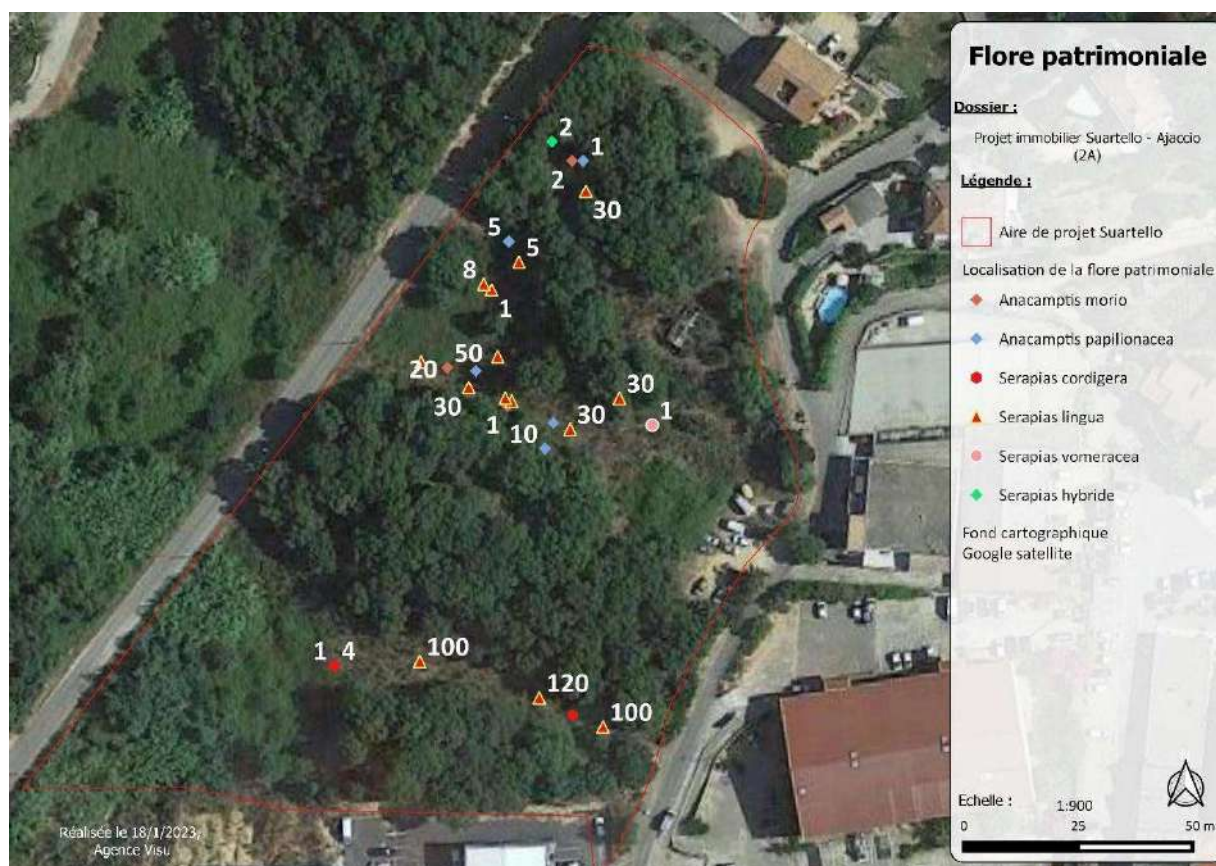 Flore patrimoniale
Dossier :
Projet immobilier Suartello - Ajaccio
(2A)
Légende :
Aire de projet Suartello
Localisation de la flore patrimoniale
Anacamptis morio
Anacamptis papilionacea
Serapias cordigera
Serapias lingua
Serapias vomeracea
Serapias hybride
Fond cartographique
Google satellite
Echelle :
1:900
0 25 50 m
2
1
2
30
5
5
8
1
50
20
30
30
1
10
30
1
1 4
100
120
100
Réalisée le 18/1/2023,
Agence Visu